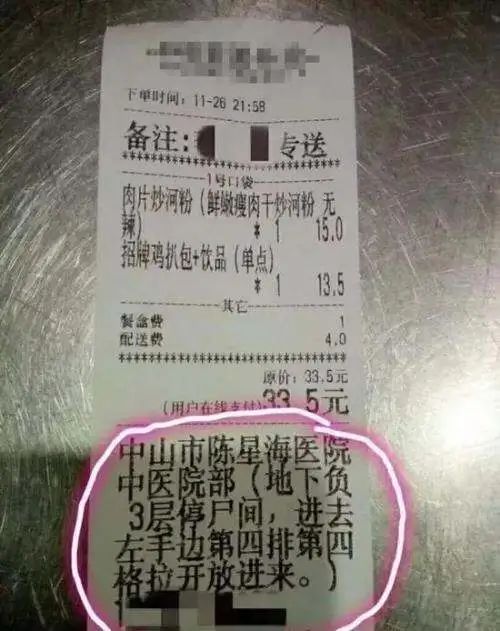 下单时间: 11-26 21:58
备注: 专送
1号口袋
肉片炒河粉 (鲜嫩瘦肉干炒河粉 无
辣)
* 1 15.0
招牌鸡扒包+饮品 (单点)
* 1 13.5
其它
餐盒费 1
配送费 4.0
原价: 33.5元
(用户在线支付):33.5元
中山市陈星海医院
中医院部 (地下负
3层停尸间, 进去
左手边第四排第四
格拉开放进来。)